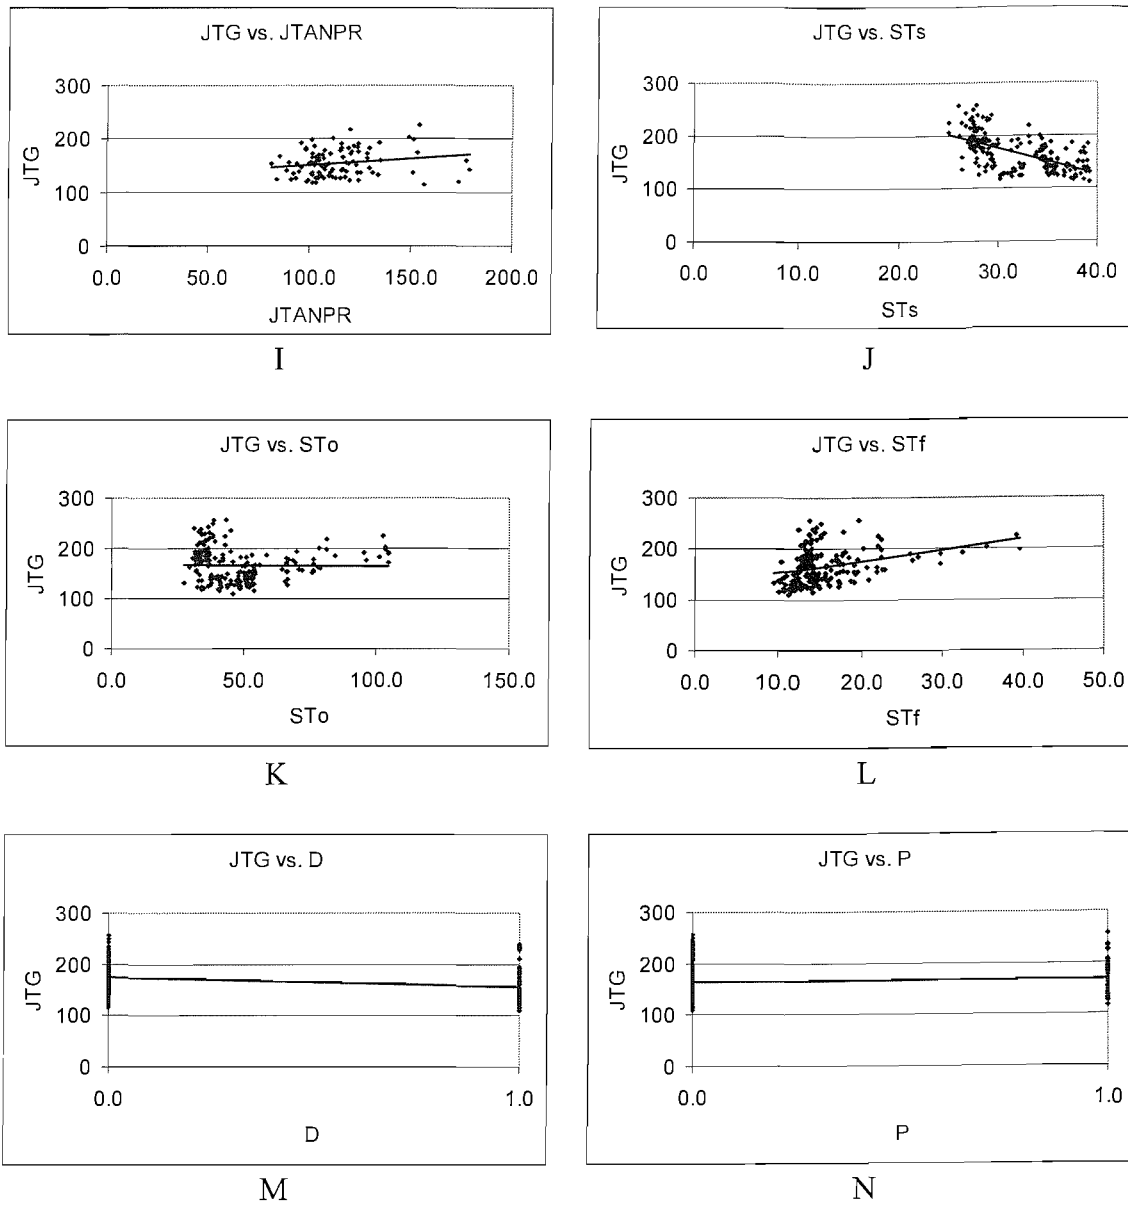 JTG vs. JTANPR
300
200
100
0
JTG
0.0 50.0 100.0 150.0 200.0
JTANPR
I
JTG vs. STs
300
200
100
0
JTG
0.0 10.0 20.0 30.0 40.0
STs
J
JTG vs. STo
300
200
100
0
JTG
0.0 50.0 100.0 150.0
STo
K
JTG vs. STf
300
200
100
0
JTG
0.0 10.0 20.0 30.0 40.0 50.0
STf
L
JTG vs. D
300
200
100
0
JTG
0.0 1.0
D
M
JTG vs. P
300
200
100
0
JTG
0.0 1.0
P
N